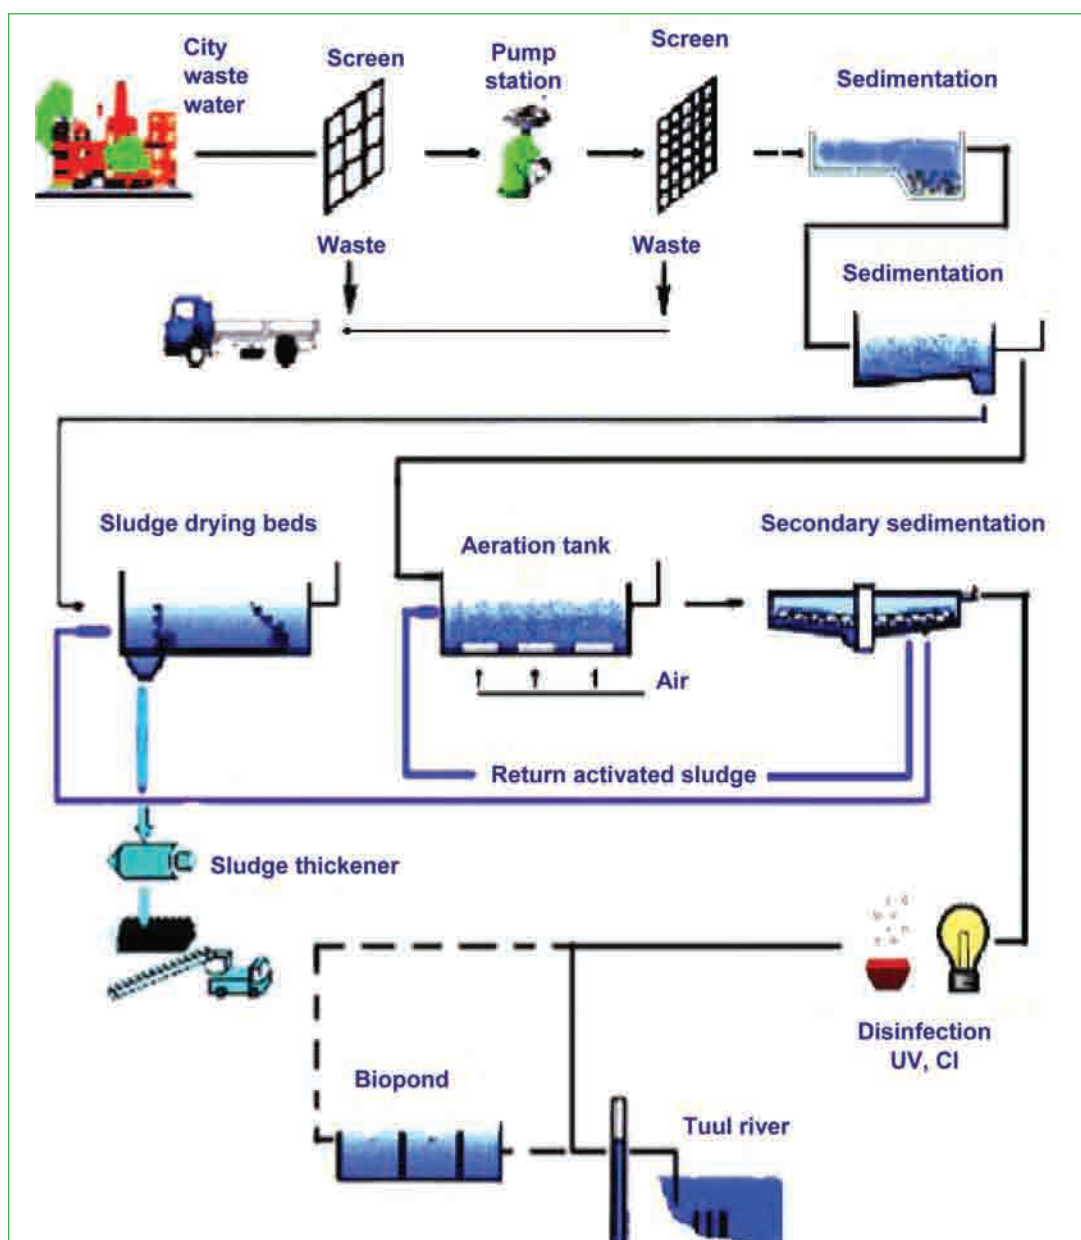 City
waste
water
Screen
Pump
station
Screen
Sedimentation
Waste
Waste
Sedimentation
Sludge drying beds
Aeration tank
Secondary sedimentation
Air
Return activated sludge
Sludge thickener
Disinfection
UV, Cl
Biopond
Tuul river